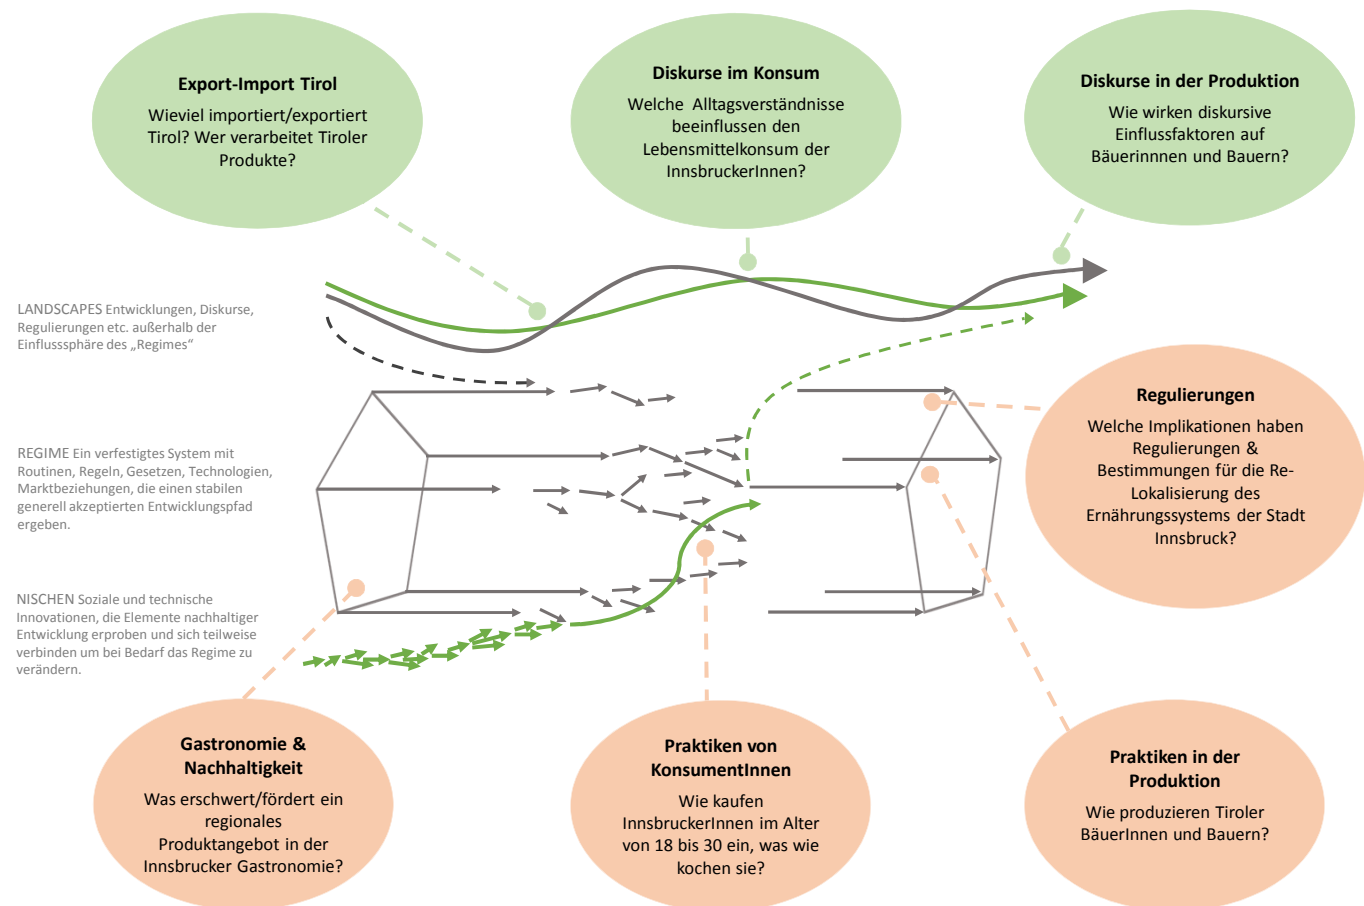 Export-Import Tirol
Wieviel importiert/exportiert
Tirol? Wer verarbeitet Tiroler
Produkte?
Diskurse im Konsum
Welche Alltagsverständnisse
beeinflussen den
Lebensmittelkonsum der
InnsbruckerInnen?
Diskurse in der Produktion
Wie wirken diskursive
Einflussfaktoren auf
Bäuerinnnen und Bauern?
LANDSCAPES Entwicklungen, Diskurse,
Regulierungen etc. außerhalb der
Einflusssphäre des „Regimes“
Regulierungen
Welche Implikationen haben
Regulierungen &
Bestimmungen für die Re-
Lokalisierung des
Ernährungssystems der Stadt
Innsbruck?
REGIME Ein verfestigtes System mit
Routinen, Regeln, Gesetzen, Technologien,
Marktbeziehungen, die einen stabilen
generell akzeptierten Entwicklungspfad
ergeben.
NISCHEN Soziale und technische
Innovationen, die Elemente nachhaltiger
Entwicklung erproben und sich teilweise
verbinden um bei Bedarf das Regime zu
verändern.
Gastronomie &
Nachhaltigkeit
Was erschwert/fördert ein
regionales
Produktangebot in der
Innsbrucker Gastronomie?
Praktiken von
KonsumentInnen
Wie kaufen
InnsbruckerInnen im Alter
von 18 bis 30 ein, was wie
kochen sie?
Praktiken in der
Produktion
Wie produzieren Tiroler
BäuerInnen und Bauern?